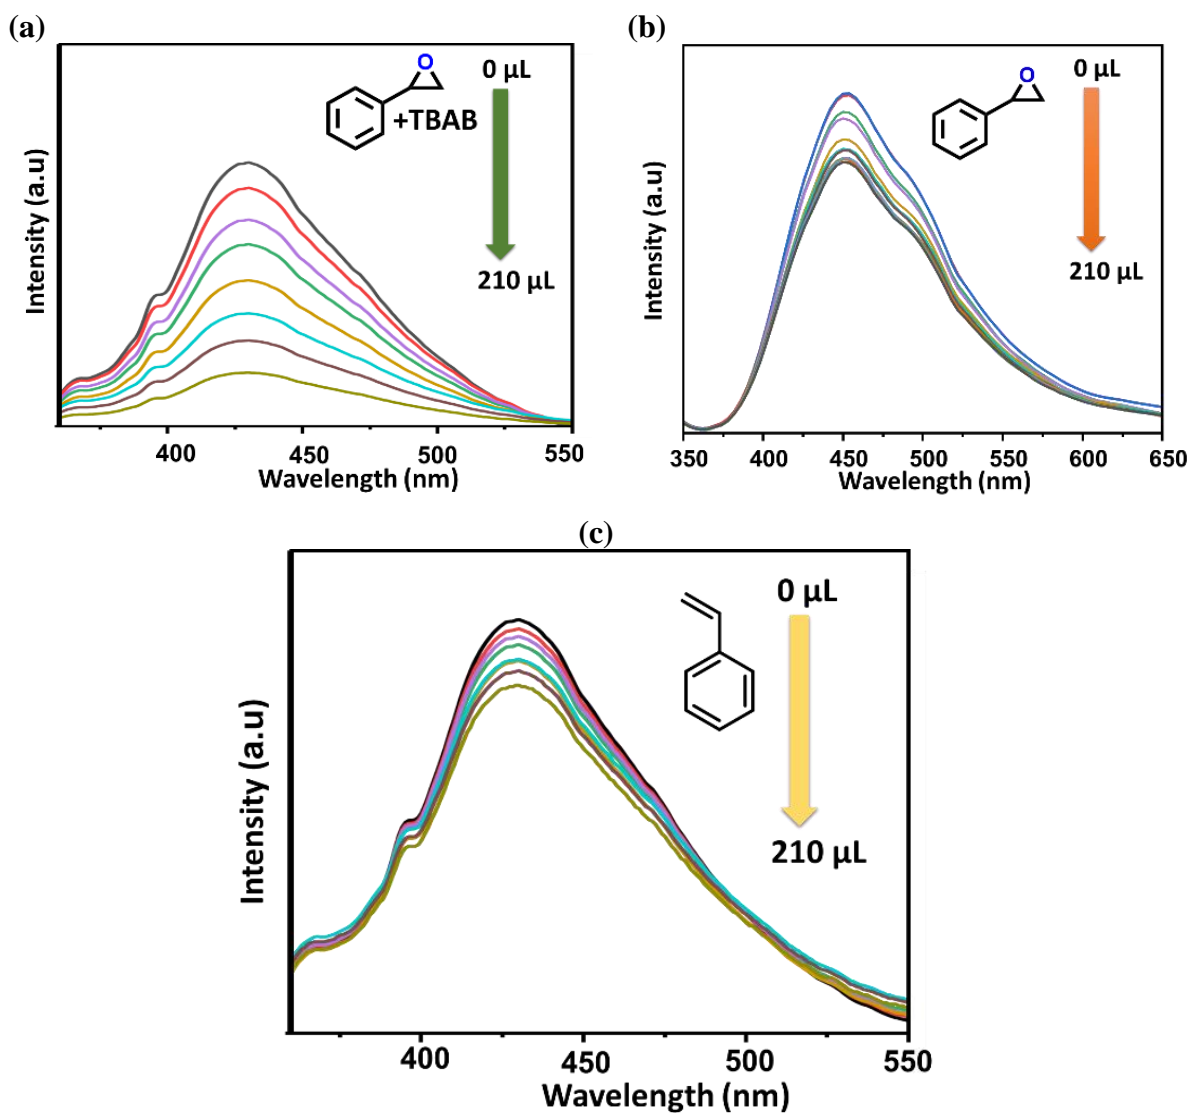 (a)
O
+TBAB
0 μL
210 μL
Intensity (a.u)
400
450
500
550
Wavelength (nm)
(b)
O
0 μL
210 μL
Intensity (a.u)
350
400
450
500
550
600
650
Wavelength (nm)
(c)
0 μL
210 μL
Intensity (a.u)
400
450
500
550
Wavelength (nm)